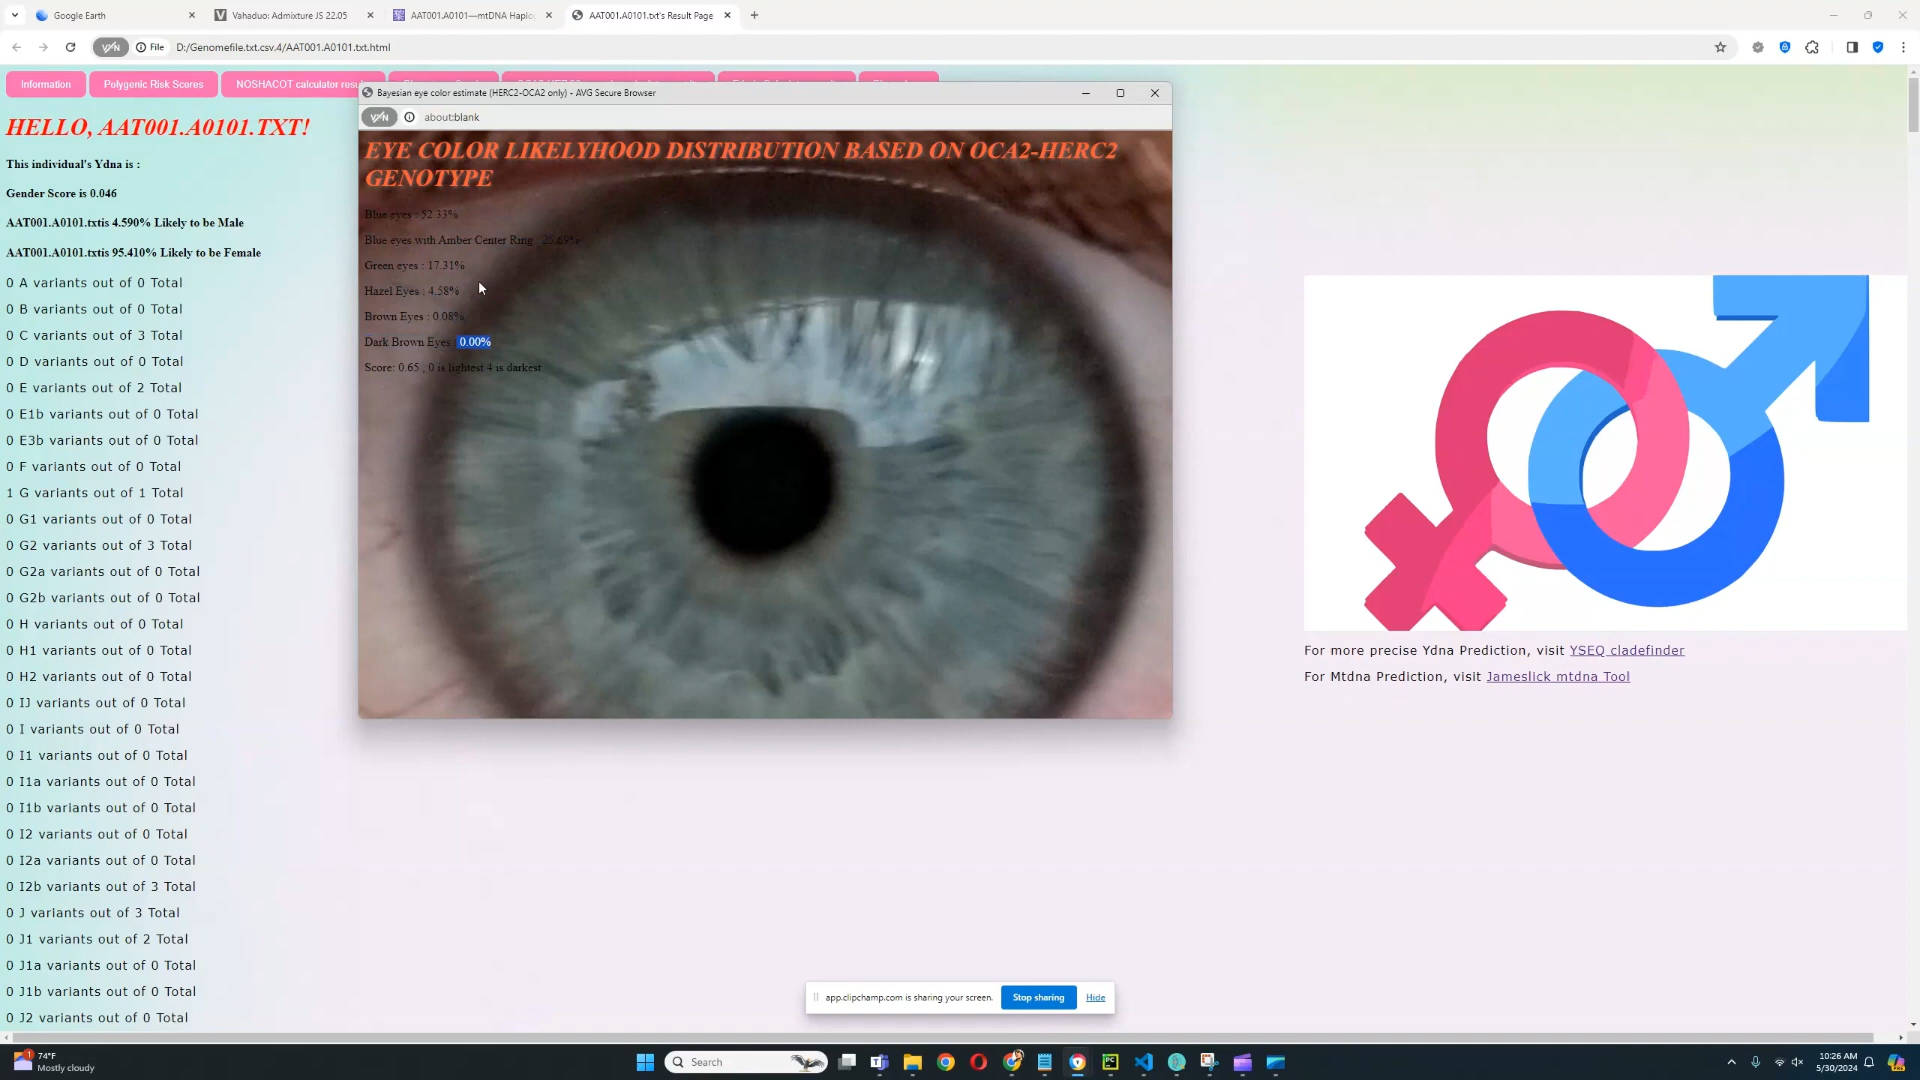 Google Earth
Vahaduo: Admixture JS 22.05
AAT001.A0101—mtDNA Haplo
AAT001.A0101.txt's Result Page
VPN
File
D:/Genomefile.txt.csv.4/AAT001.A0101.txt.html
Information
Polygenic Risk Scores
NOSHACOT calculator resu
HELLO, AAT001.A0101.TXT!
This individual's Ydna is :
Gender Score is 0.046
AAT001.A0101.txtis 4.590% Likely to be Male
AAT001.A0101.txtis 95.410% Likely to be Female
0 A variants out of 0 Total
0 B variants out of 0 Total
0 C variants out of 3 Total
0 D variants out of 0 Total
0 E variants out of 2 Total
0 E1b variants out of 0 Total
0 E3b variants out of 0 Total
0 F variants out of 0 Total
1 G variants out of 1 Total
0 G1 variants out of 0 Total
0 G2 variants out of 3 Total
0 G2a variants out of 0 Total
0 G2b variants out of 0 Total
0 H variants out of 0 Total
0 H1 variants out of 0 Total
0 H2 variants out of 0 Total
0 IJ variants out of 0 Total
0 I variants out of 0 Total
0 I1 variants out of 0 Total
0 I1a variants out of 0 Total
0 I1b variants out of 0 Total
0 I2 variants out of 0 Total
0 I2a variants out of 0 Total
0 I2b variants out of 3 Total
0 J variants out of 3 Total
0 J1 variants out of 2 Total
0 J1a variants out of 0 Total
0 J1b variants out of 0 Total
0 J2 variants out of 0 Total
Bayesian eye color estimate (HERC2-OCA2 only) - AVG Secure Browser
VPN
about:blank
EYE COLOR LIKELYHOOD DISTRIBUTION BASED ON OCA2-HERC2
GENOTYPE
Blue eyes : 52.33%
Blue eyes with Amber Center Ring : 25.69%
Green eyes : 17.31%
Hazel Eyes : 4.58%
Brown Eyes : 0.08%
Dark Brown Eyes : 0.00%
Score: 0.65 , 0 is lightest 4 is darkest
For more precise Ydna Prediction, visit YSEQ cladefinder
For Mtdna Prediction, visit Jameslick mtdna Tool
app.clipchamp.com is sharing your screen.
Stop sharing
Hide
1
74°F
Mostly cloudy
Search
10:26 AM
5/30/2024